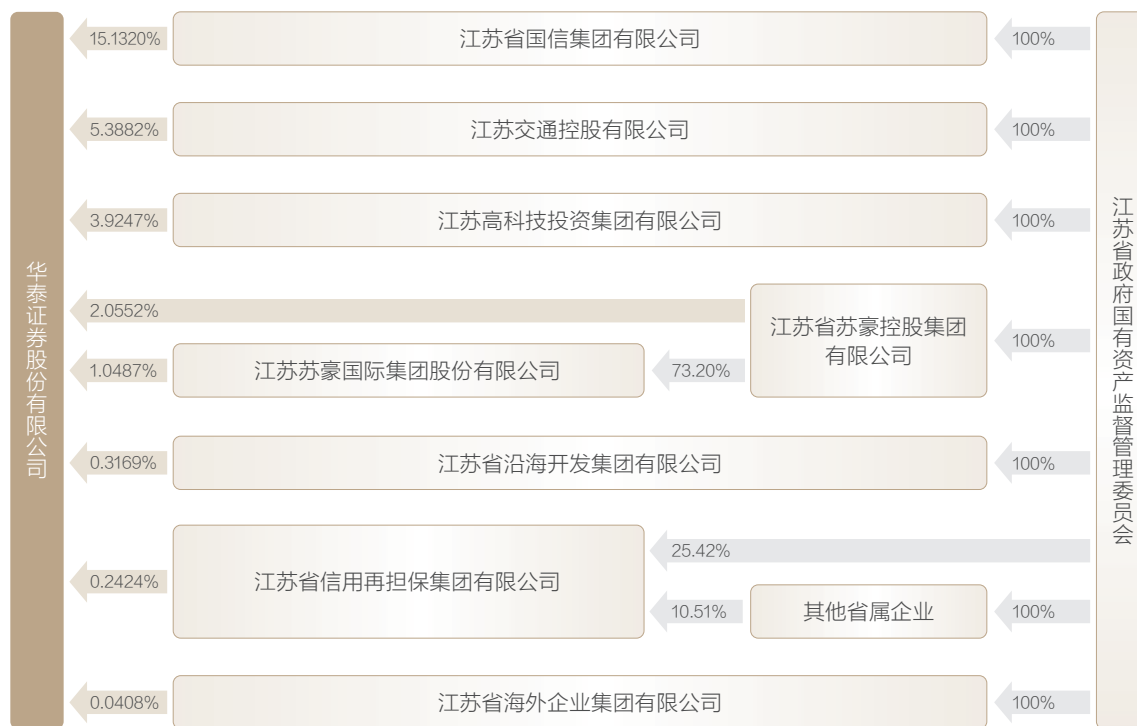 华泰证券股份有限公司
15.1320%
江苏省国信集团有限公司
100%
5.3882%
江苏交通控股有限公司
100%
3.9247%
江苏高科技投资集团有限公司
100%
2.0552%
江苏省苏豪控股集团
有限公司
100%
1.0487%
江苏苏豪国际集团股份有限公司
73.20%
0.3169%
江苏省沿海开发集团有限公司
100%
0.2424%
江苏省信用再担保集团有限公司
25.42%
10.51%
其他省属企业
100%
0.0408%
江苏省海外企业集团有限公司
100%
江苏省政府国有资产监督管理委员会